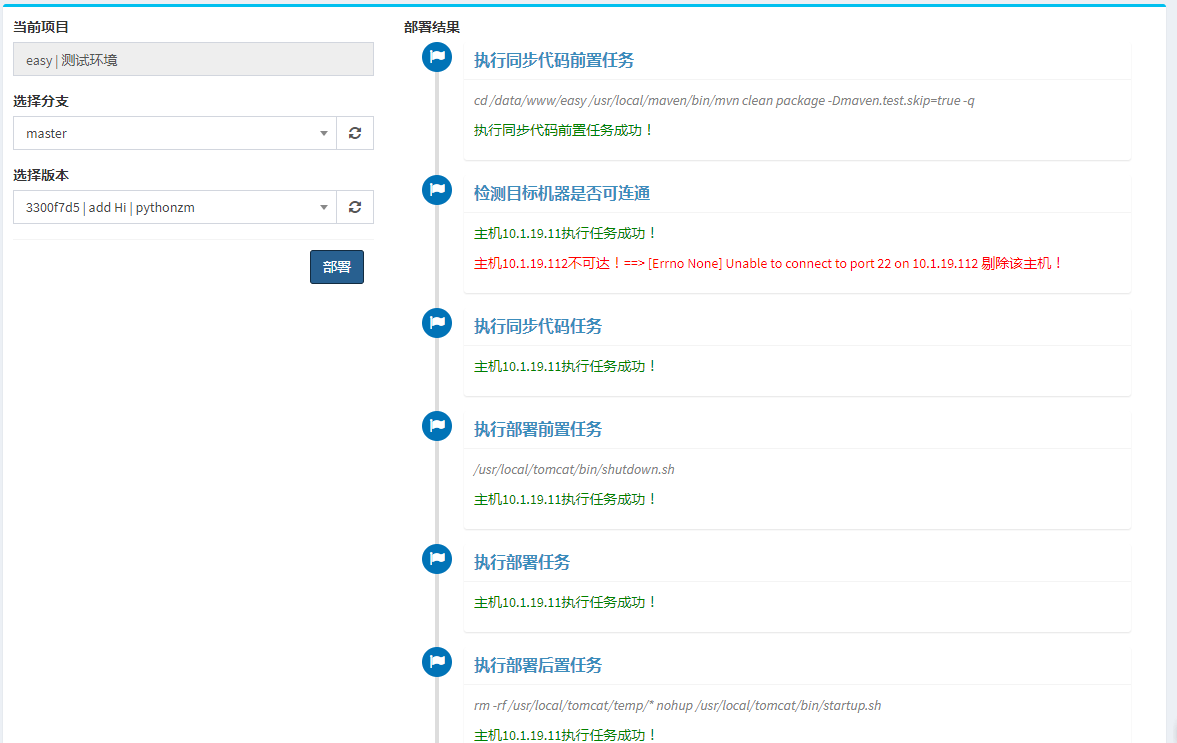 当前项目
easy | 测试环境
选择分支
master
选择版本
3300f7d5 | add Hi | pythonzm
部署
部署结果
执行同步代码前置任务
cd /data/www/easy /usr/local/maven/bin/mvn clean package -Dmaven.test.skip=true -q
执行同步代码前置任务成功！
检测目标机器是否可连通
主机10.1.19.11执行任务成功！
主机10.1.19.112不可达！==> [Errno None] Unable to connect to port 22 on 10.1.19.112 剔除该主机！
执行同步代码任务
主机10.1.19.11执行任务成功！
执行部署前置任务
/usr/local/tomcat/bin/shutdown.sh
主机10.1.19.11执行任务成功！
执行部署任务
主机10.1.19.11执行任务成功！
执行部署后置任务
rm -rf /usr/local/tomcat/temp/* nohup /usr/local/tomcat/bin/startup.sh
主机10.1.19.11执行任务成功！